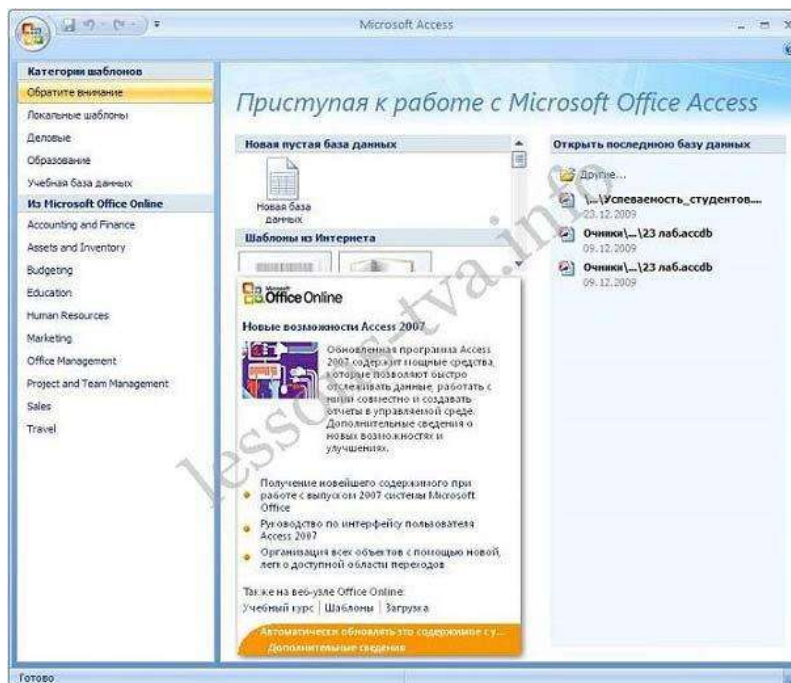 Microsoft Access
Категории шаблонов
Обратите внимание
Локальные шаблоны
Деловые
Образование
Учебная база данных
Из Microsoft Office Online
Accounting and Finance
Assets and Inventory
Budgeting
Education
Human Resources
Marketing
Office Management
Project and Team Management
Sales
Travel
Приступая к работе с Microsoft Office Access
Новая пустая база данных
Новая база
данных
Шаблоны из Интернета
Microsoft
Office Online
Новые возможности Access 2007
Обновленная программа Access
2007 содержит мощные средства,
которые позволяют быстро
отслеживать данные, работать с
ними совместно и создавать
отчеты в управляемой среде.
Дополнительные сведения о
новых возможностях и
улучшениях.
Получение новейшего содержимого при
работе с выпуском 2007 системы Microsoft
Office
Руководство по интерфейсу пользователя
Access 2007
Организация всех объектов с помощью новой,
легко доступной области переходов
Также на веб-узле Office Online:
Учебный курс | Шаблоны | Загрузка
Автоматически обновлять это содержимое с у...
Дополнительные сведения
Открыть последнюю базу данных
Другие...
\...\Успеваемость_студентов....
23.12.2009
Очники\...\23 лаб.accdb
09.12.2009
Очники\...\23 лаб.accdb
09.12.2009
Готово
lessons-tva.info